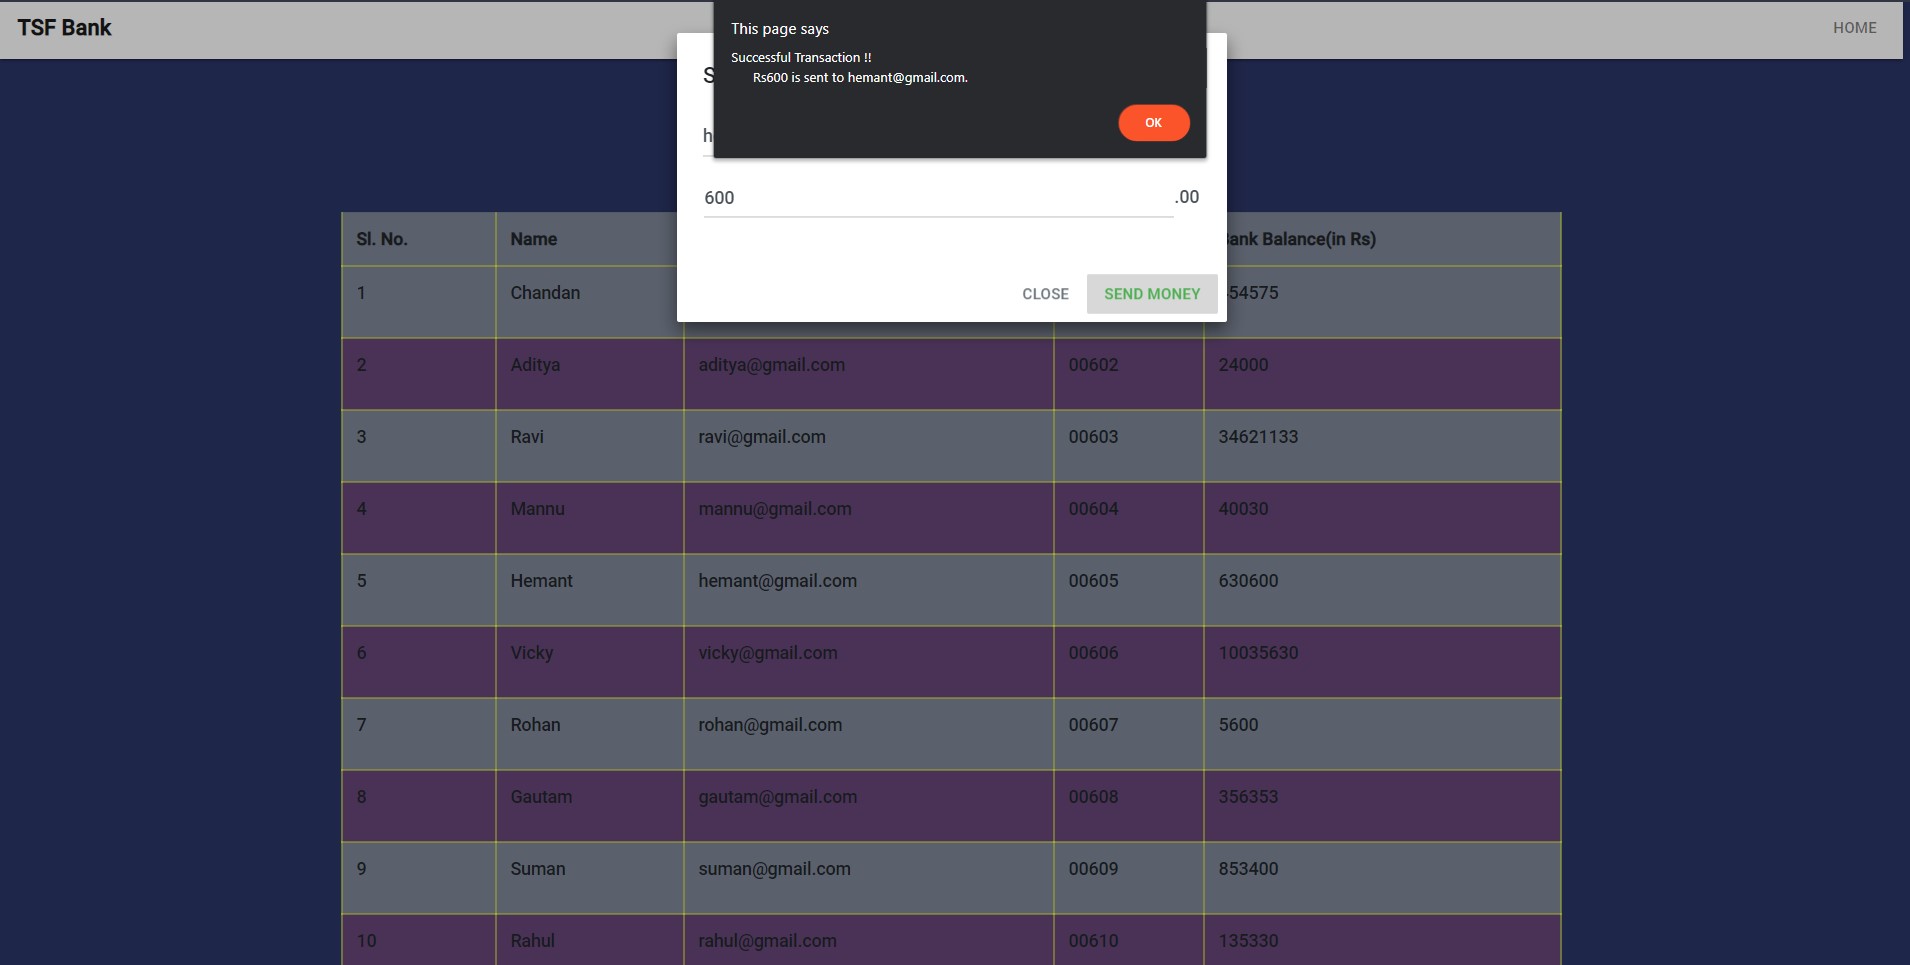 TSF Bank
HOME
This page says
Successful Transaction !!
Rs600 is sent to hemant@gmail.com.
OK
600 .00
CLOSE SEND MONEY
Sl. No. Name Balance(in Rs)
1 Chandan
2 Aditya aditya@gmail.com 00602 24000
3 Ravi ravi@gmail.com 00603 34621133
4 Mannu mannu@gmail.com 00604 40030
5 Hemant hemant@gmail.com 00605 630600
6 Vicky vicky@gmail.com 00606 10035630
7 Rohan rohan@gmail.com 00607 5600
8 Gautam gautam@gmail.com 00608 356353
9 Suman suman@gmail.com 00609 853400
10 Rahul rahul@gmail.com 00610 135330